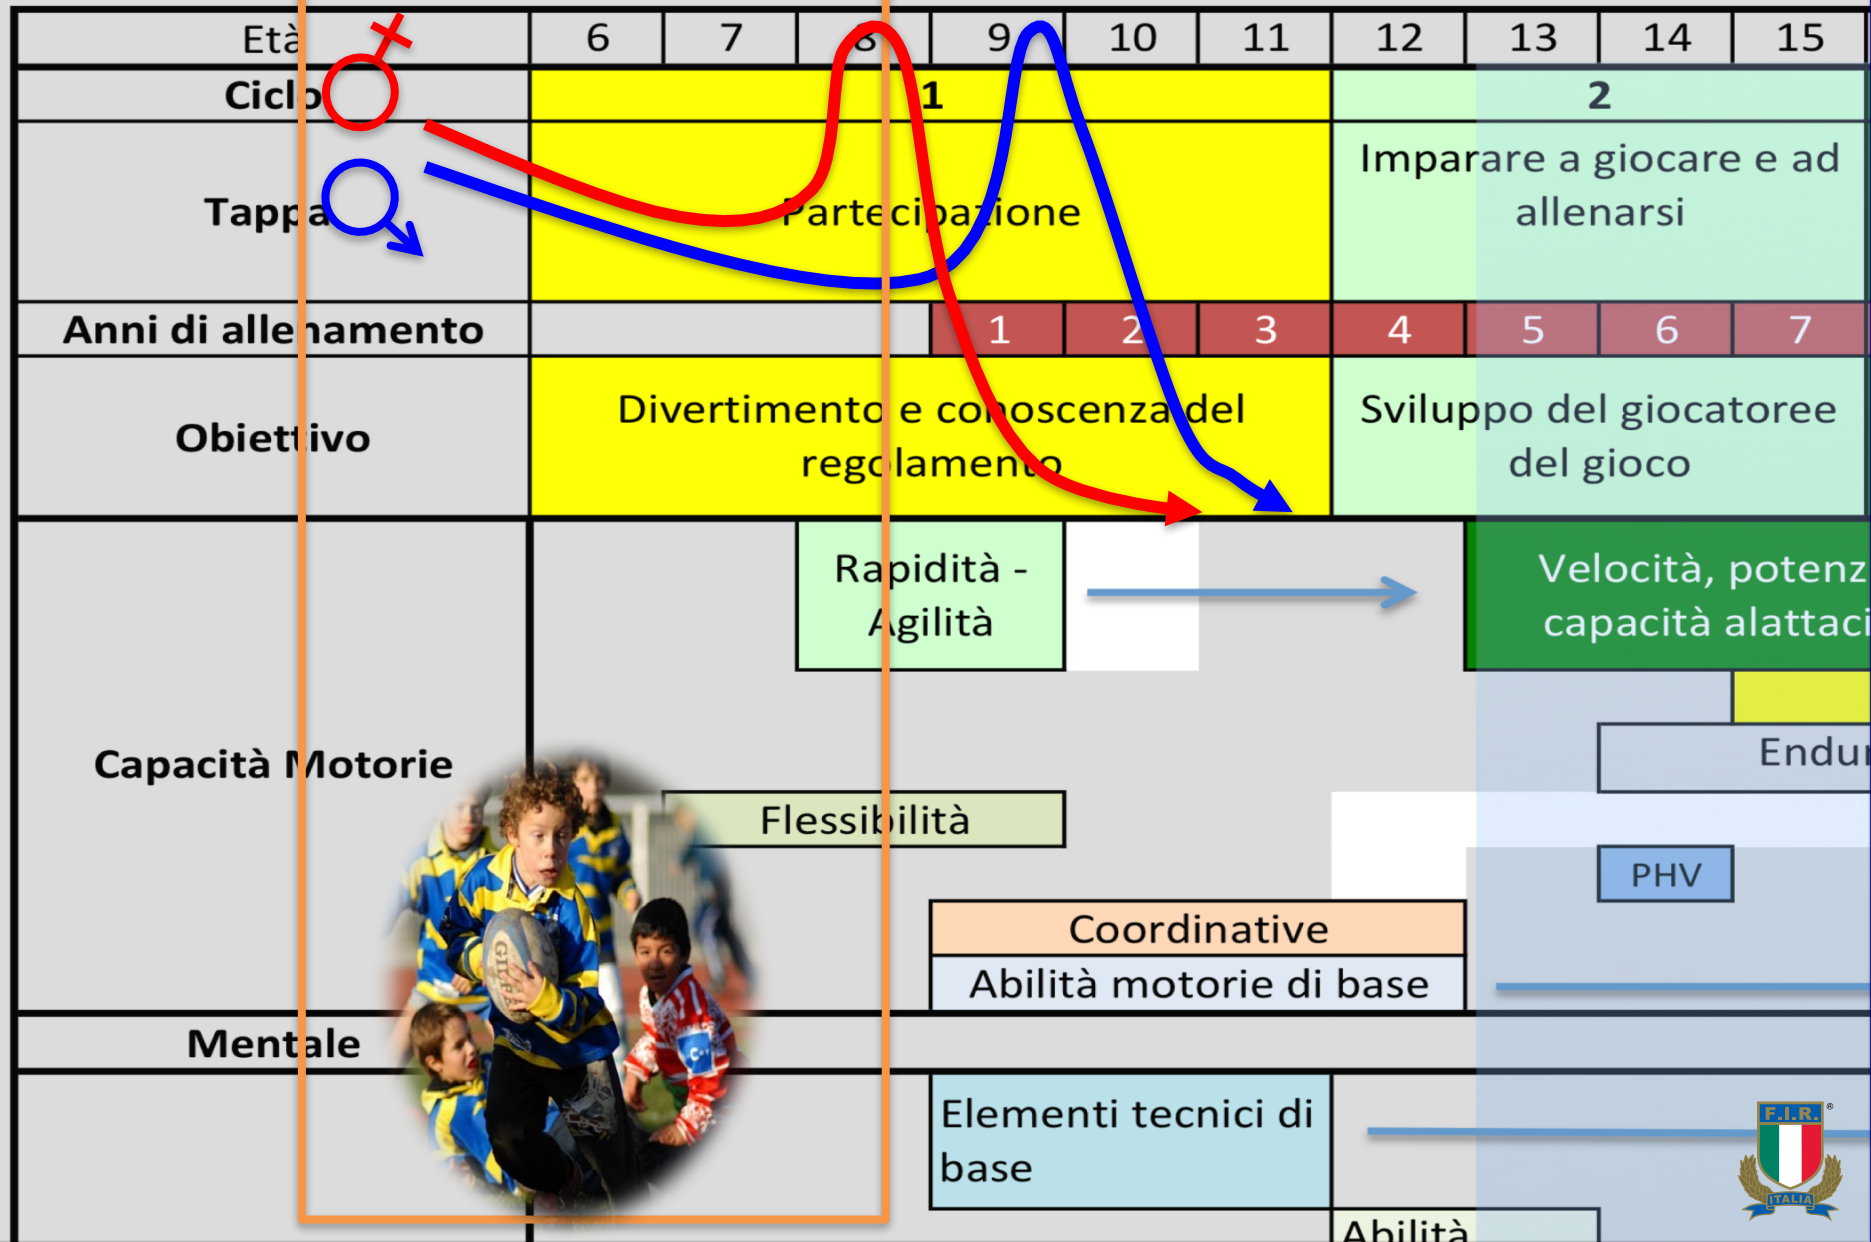 Età 6 7 8 9 10 11 12 13 14 15
Ciclo 1 2
Tappa Partecipazione Imparare a giocare e ad
allenarsi
Anni di allenamento 1 2 3 4 5 6 7
Obiettivo Divertimento e conoscenza del
regolamento
Sviluppo del giocatoree
del gioco
Capacità Motorie
Rapidità -
Agilità
Velocità, potenz
capacità alattaci
Endur
Flessibilità
PHV
Coordinative
Abilità motorie di base
Mentale
Elementi tecnici di
base
Abilità
F.I.R.®
ITALIA